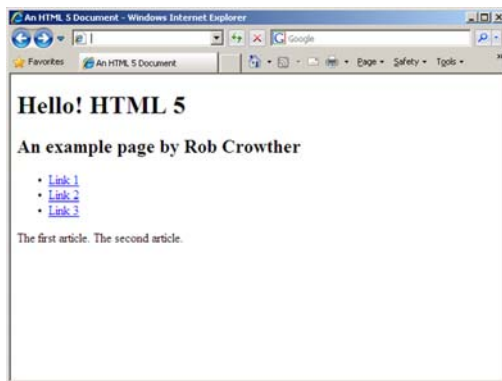 An HTML 5 Document - Windows Internet Explorer
Google
Favorites An HTML 5 Document Page Safety Tools
Hello! HTML 5
An example page by Rob Crowther
Link 1
Link 2
Link 3
The first article. The second article.